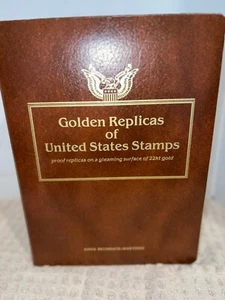 Golden Replicas
of
United States Stamps
proof replicas on a gleaming surface of 22kt gold